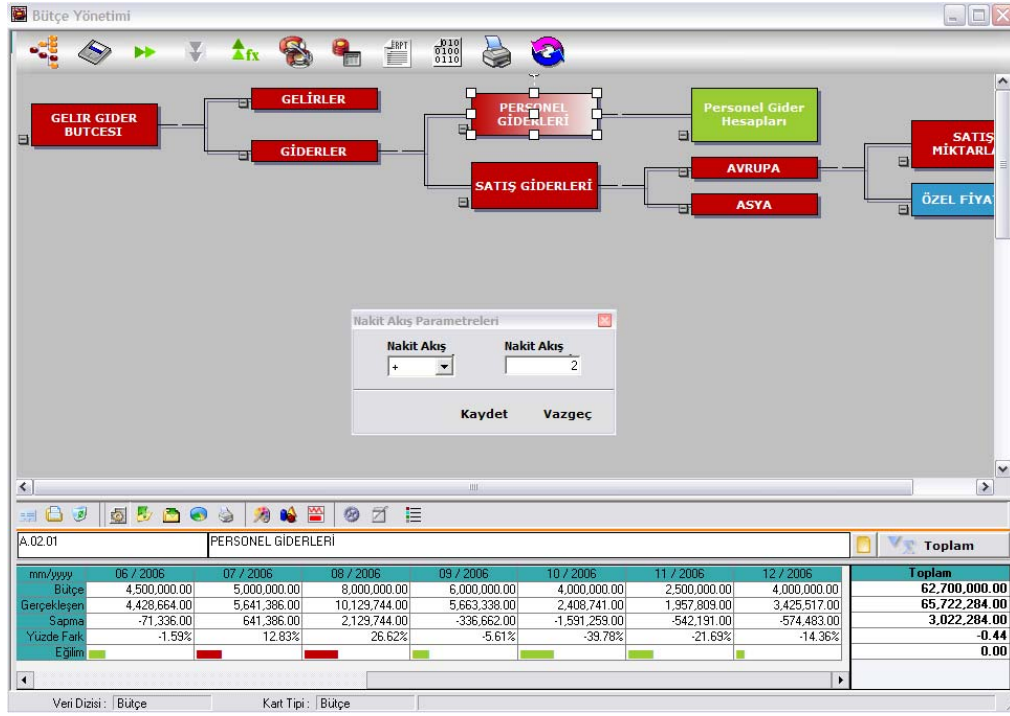 Bütçe Yönetimi
fx
ERPT
010
0100
0110
GELIR GIDER
BUTCESI
GELİRLER
GİDERLER
PERSONEL
GİDERLERİ
SATIŞ GİDERLERİ
Personel Gider
Hesapları
AVRUPA
ASYA
SATIŞ
MİKTARLA
ÖZEL FİYA
Nakit Akış Parametreleri
Nakit Akış Nakit Akış
+ 2
Kaydet Vazgeç
A.02.01 PERSONEL GİDERLERİ Toplam
mm/yyyy 06 / 2006 07 / 2006 08 / 2006 09 / 2006 10 / 2006 11 / 2006 12 / 2006 Toplam
Bütçe 4,500,000.00 5,000,000.00 8,000,000.00 6,000,000.00 4,000,000.00 2,500,000.00 4,000,000.00 62,700,000.00
Gerçekleşen 4,428,664.00 5,641,386.00 10,129,744.00 5,663,338.00 2,408,741.00 1,957,809.00 3,425,517.00 65,722,284.00
Sapma -71,336.00 641,386.00 2,129,744.00 -336,662.00 -1,591,259.00 -542,191.00 -574,483.00 3,022,284.00
Yüzde Fark -1.59% 12.83% 26.62% -5.61% -39.78% -21.69% -14.36% -0.44
Eğilim 0.00
Veri Dizisi : Bütçe Kart Tipi : Bütçe